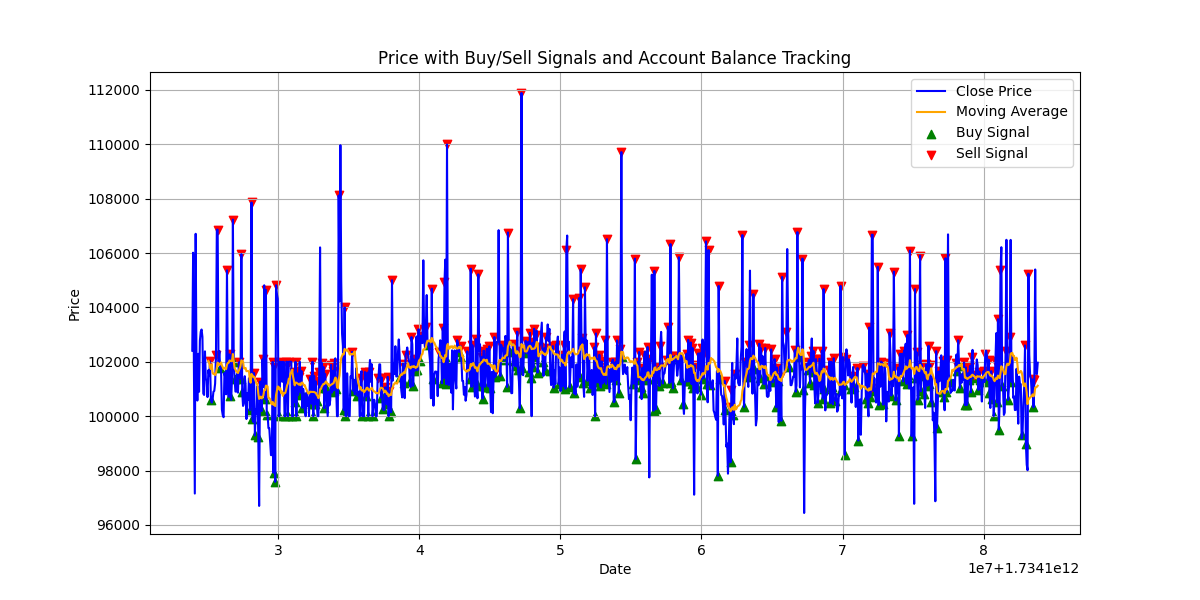 Price with Buy/Sell Signals and Account Balance Tracking
112000
110000
108000
106000
104000
102000
100000
98000
96000
Price
Close Price
Moving Average
Buy Signal
Sell Signal
3
4
5
6
7
8
Date
1e7+1.7341e12